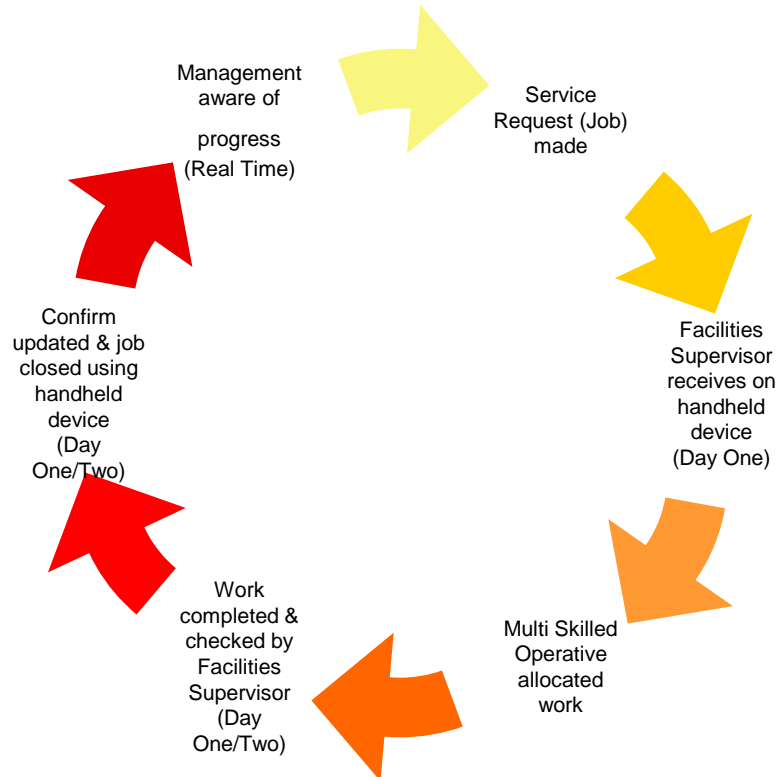 Management
aware of
progress
(Real Time)
Service
Request (Job)
made
Facilities
Supervisor
receives on
handheld
device
(Day One)
Multi Skilled
Operative
allocated
work
Work
completed &
checked by
Facilities
Supervisor
(Day
One/Two)
Confirm
updated & job
closed using
handheld
device
(Day
One/Two)